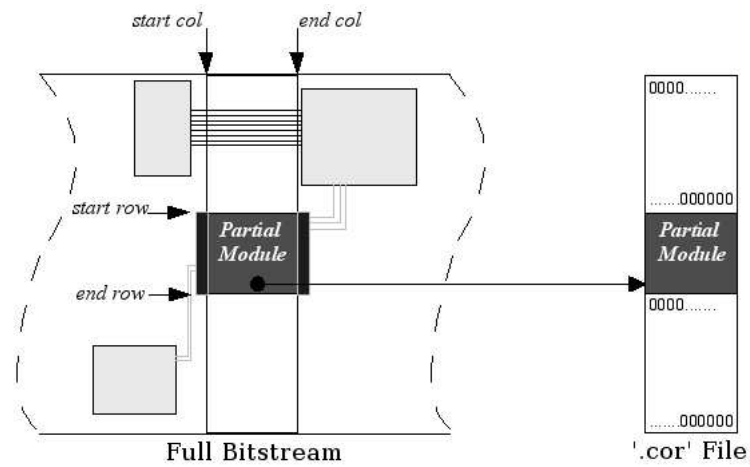 start col
end col
0000.......
start row
.......000000
Partial
Module
Partial
Module
end row
0000.......
.......000000
Full Bitstream
'.cor' File